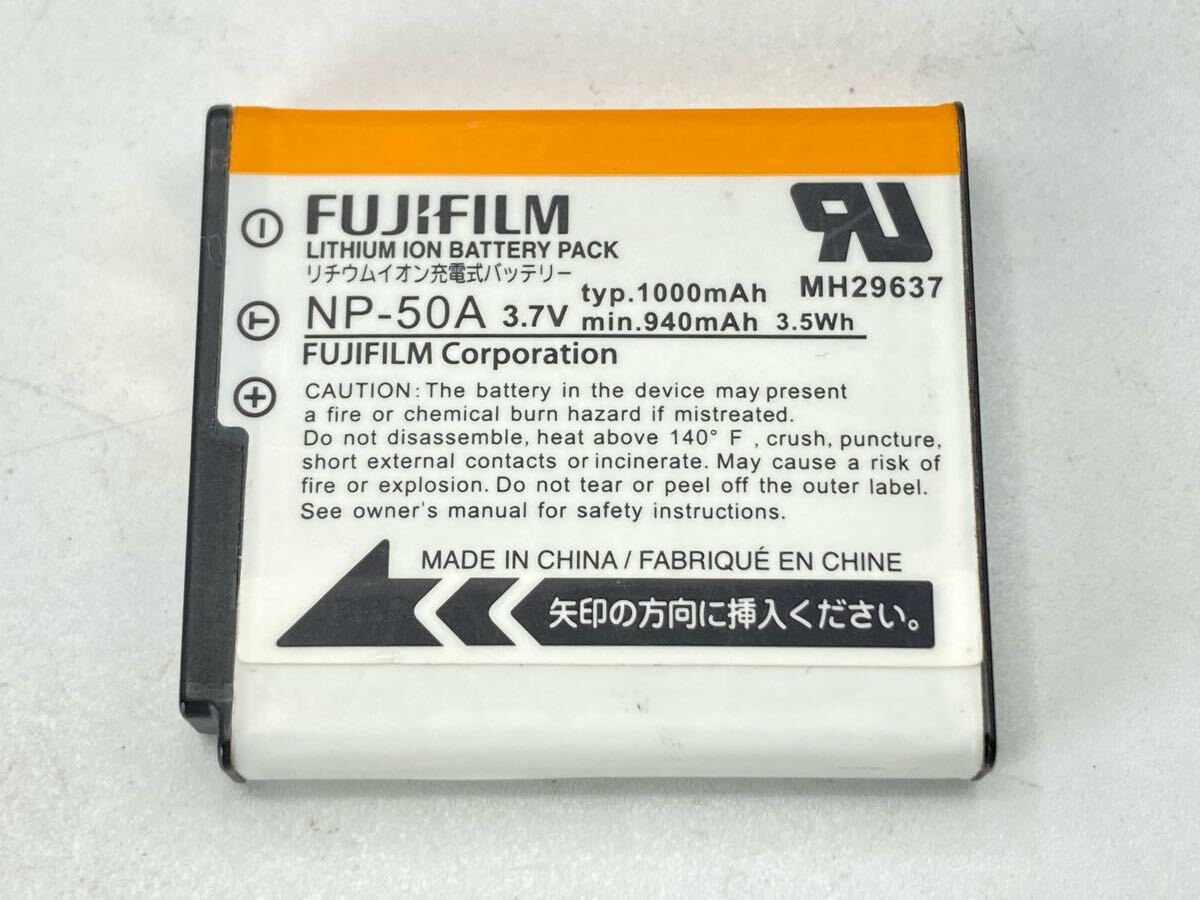 FUJIFILM
LITHIUM ION BATTERY PACK
リチウムイオン充電式バッテリー
NP-50A 3.7V typ.1000mAh min.940mAh 3.5Wh
MH29637
FUJIFILM Corporation
CAUTION: The battery in the device may present
a fire or chemical burn hazard if mistreated.
Do not disassemble, heat above 140° F , crush, puncture,
short external contacts or incinerate. May cause a risk of
fire or explosion. Do not tear or peel off the outer label.
See owner's manual for safety instructions.
MADE IN CHINA / FABRIQUÉ EN CHINE
矢印の方向に挿入ください。
− 
T
+